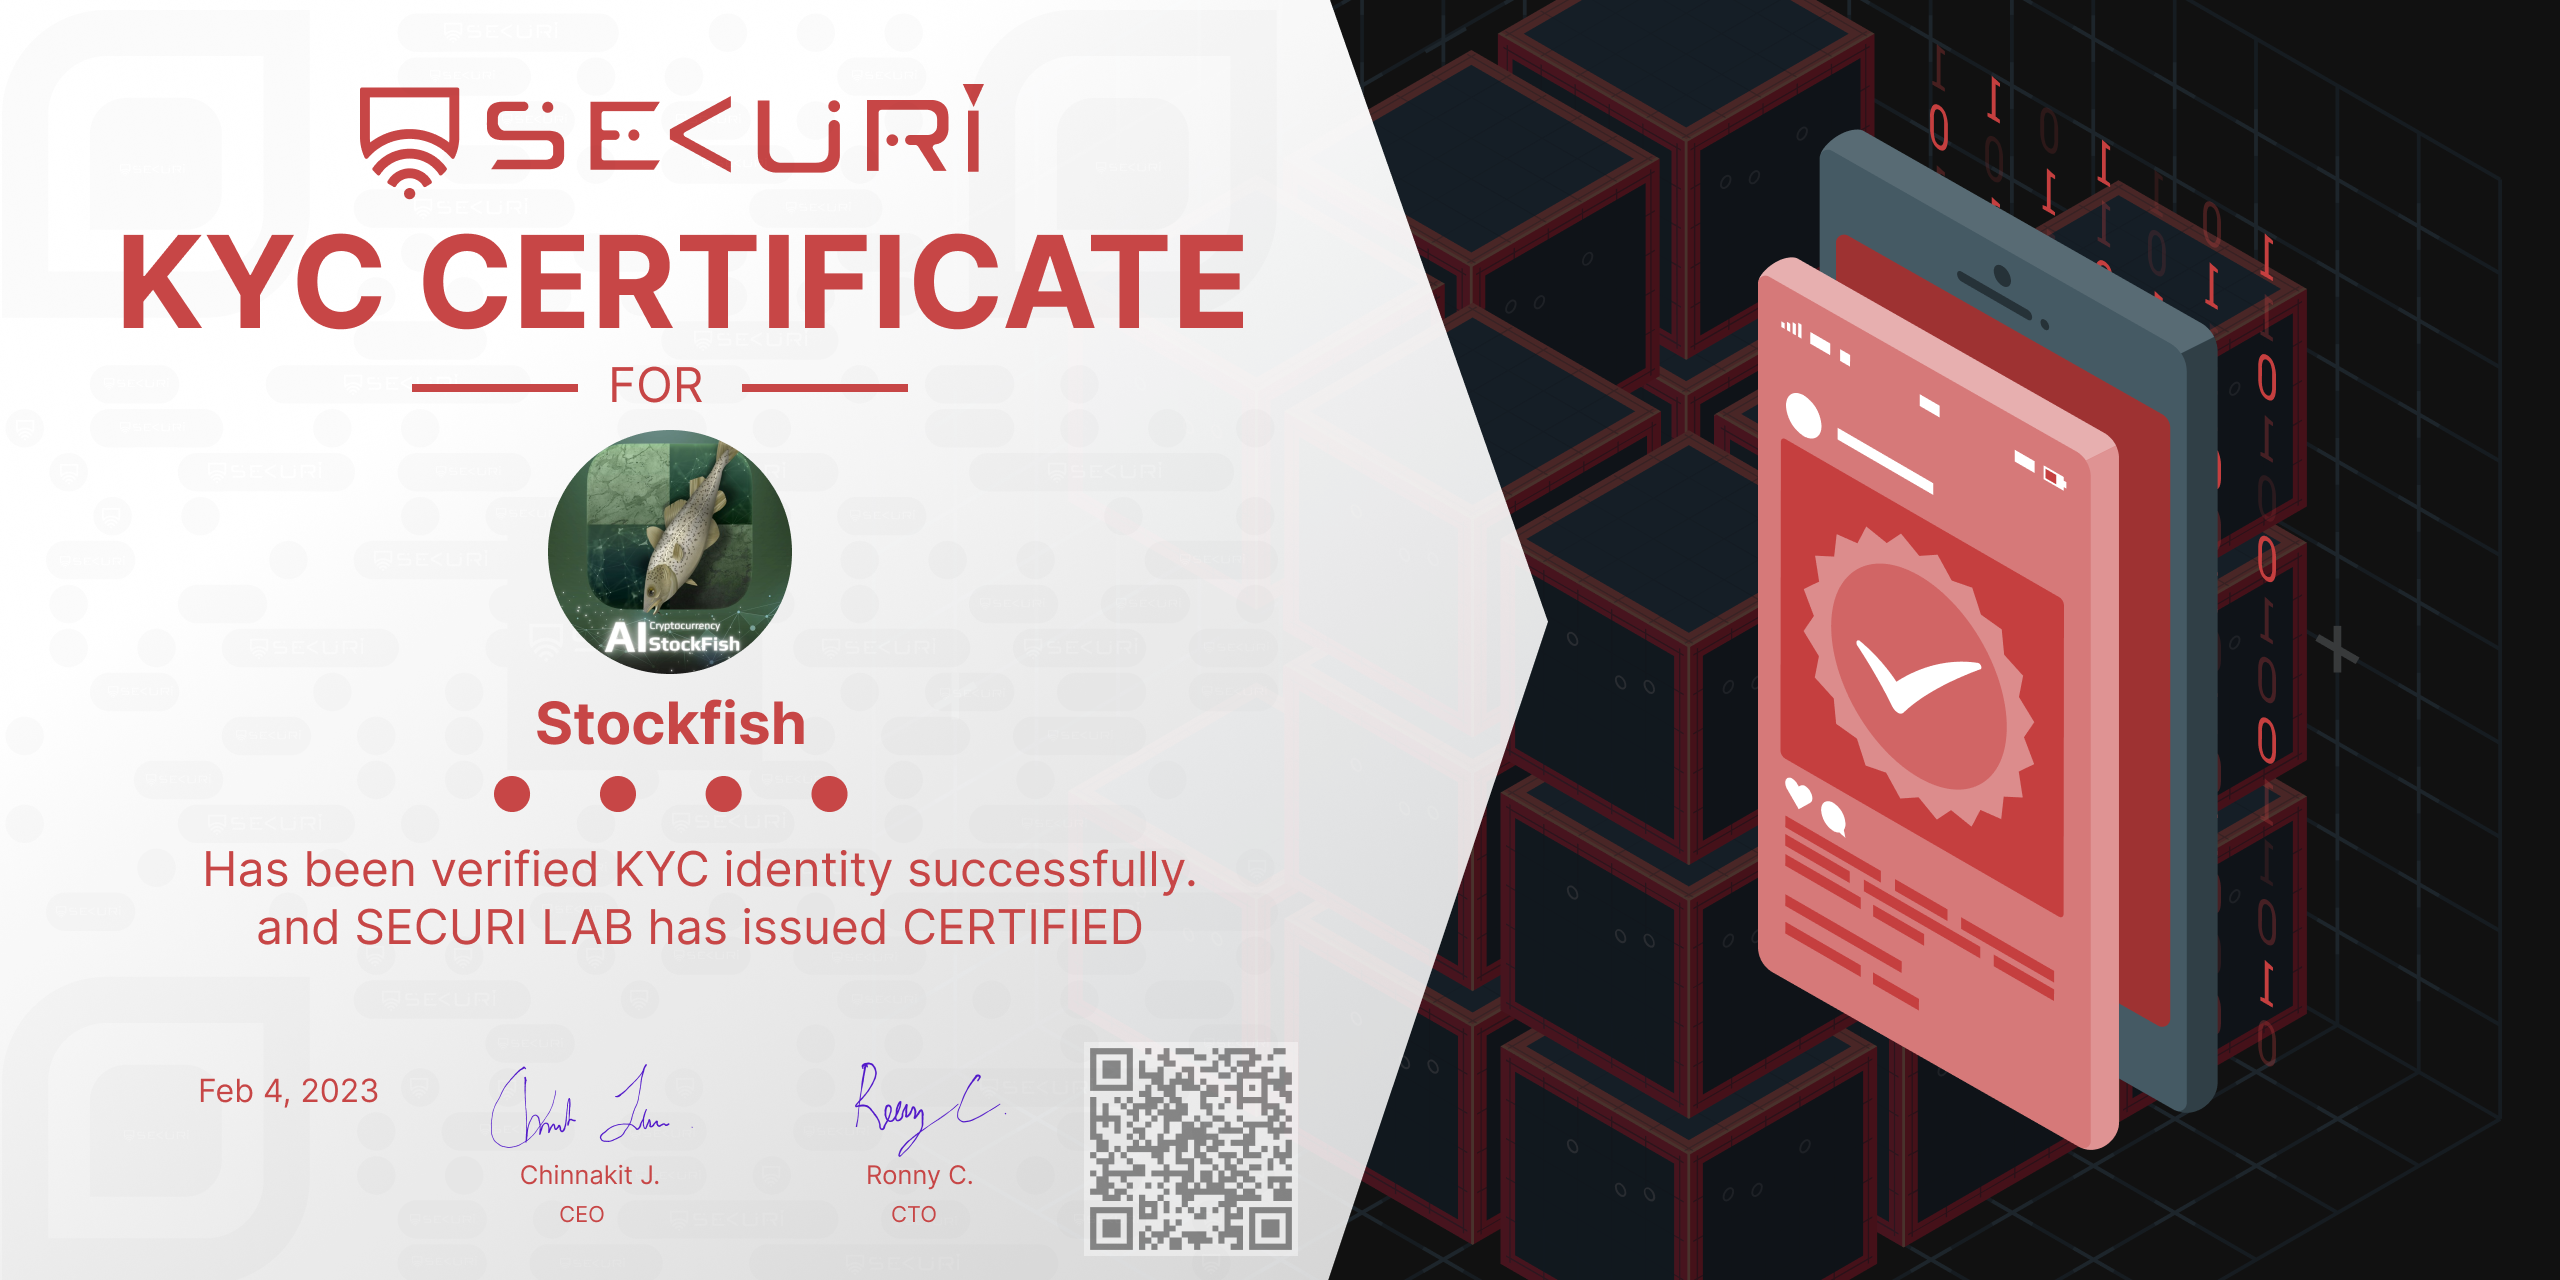 SECURI
KYC CERTIFICATE
FOR
AI Cryptocurrency
StockFish
Stockfish
Has been verified KYC identity successfully.
and SECURI LAB has issued CERTIFIED
Feb 4, 2023
Chinnakit J.
CEO
Ronny C.
CTO